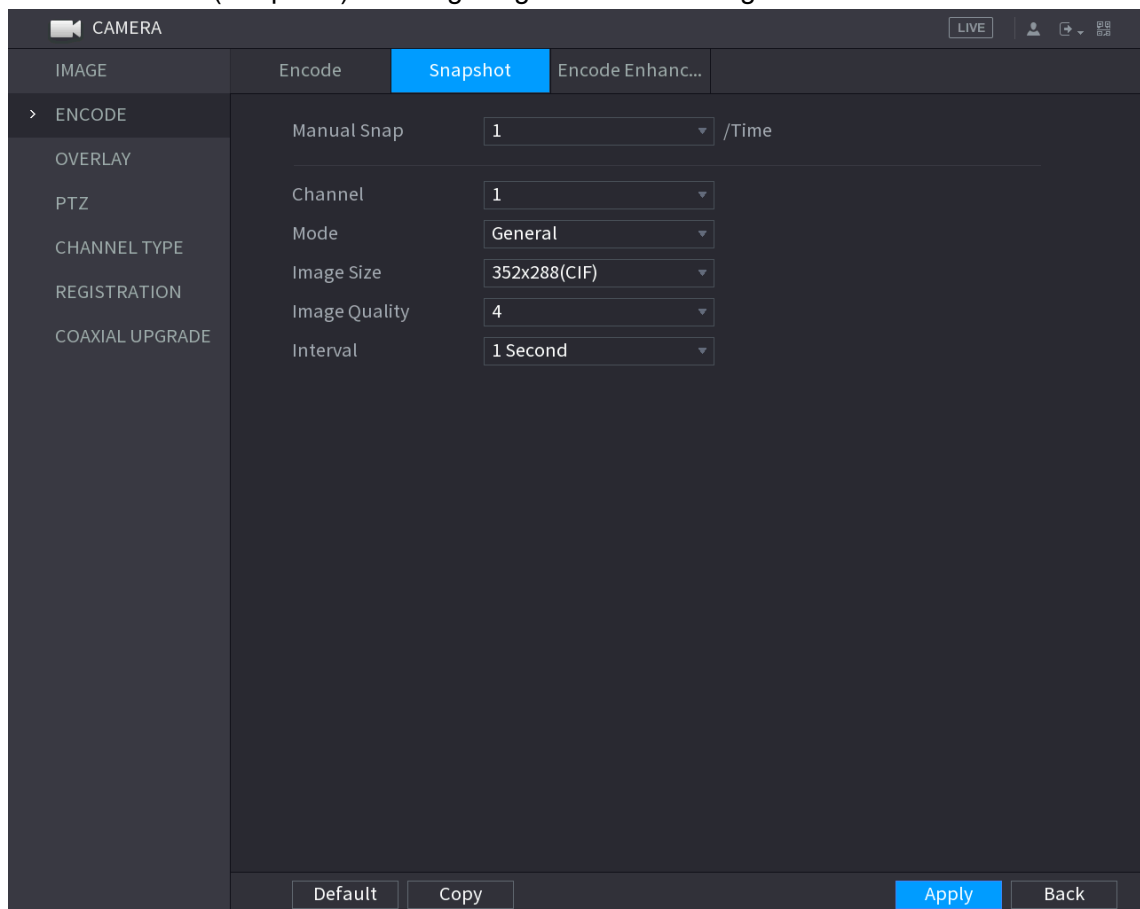 CAMERA LIVE
IMAGE Encode Snapshot Encode Enhanc...
> ENCODE
Manual Snap 1 /Time
OVERLAY
Channel 1
PTZ
Mode General
CHANNEL TYPE
Image Size 352x288(CIF)
REGISTRATION
Image Quality 4
COAXIAL UPGRADE
Interval 1 Second
Default Copy Apply Back